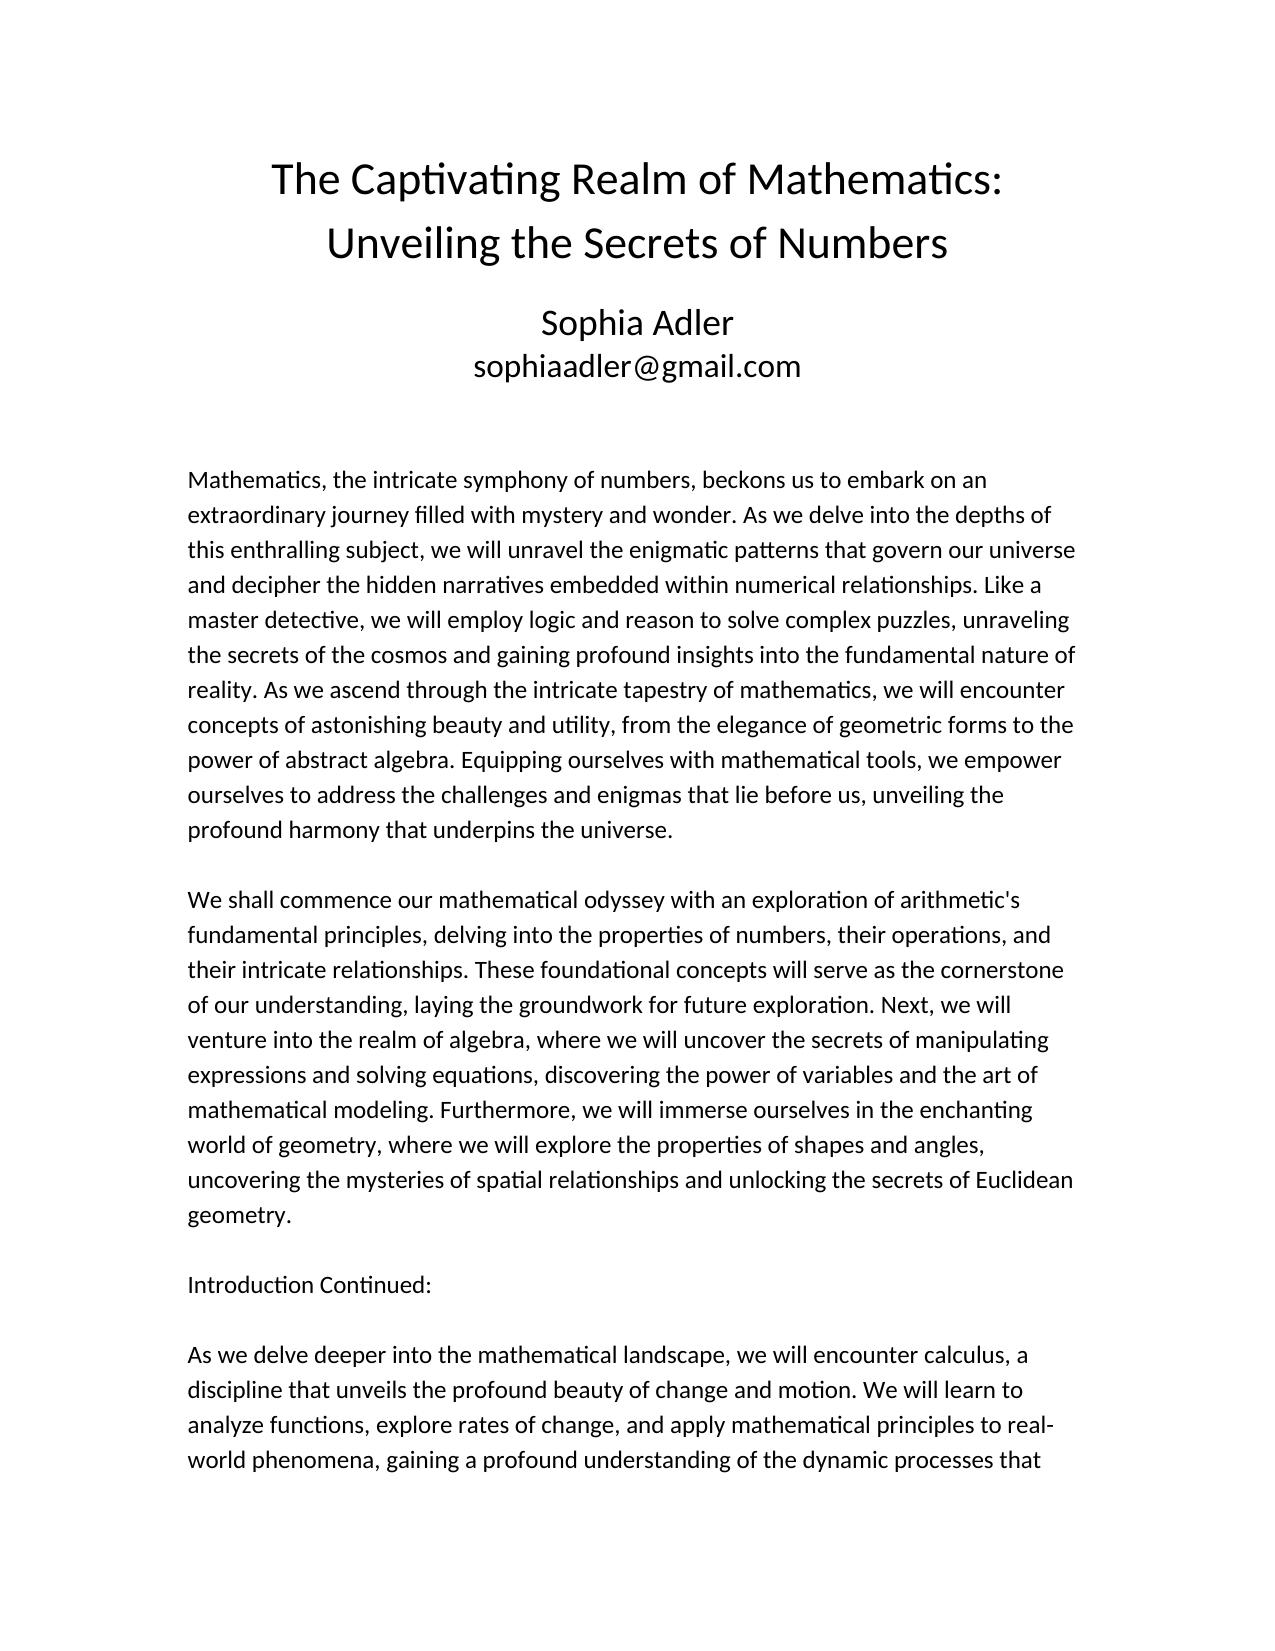 The Captivating Realm of Mathematics:
Unveiling the Secrets of Numbers
Sophia Adler
sophiaadler@gmail.com
Mathematics, the intricate symphony of numbers, beckons us to embark on an
extraordinary journey filled with mystery and wonder. As we delve into the depths of
this enthralling subject, we will unravel the enigmatic patterns that govern our universe
and decipher the hidden narratives embedded within numerical relationships. Like a
master detective, we will employ logic and reason to solve complex puzzles, unraveling
the secrets of the cosmos and gaining profound insights into the fundamental nature of
reality. As we ascend through the intricate tapestry of mathematics, we will encounter
concepts of astonishing beauty and utility, from the elegance of geometric forms to the
power of abstract algebra. Equipping ourselves with mathematical tools, we empower
ourselves to address the challenges and enigmas that lie before us, unveiling the
profound harmony that underpins the universe.
We shall commence our mathematical odyssey with an exploration of arithmetic's
fundamental principles, delving into the properties of numbers, their operations, and
their intricate relationships. These foundational concepts will serve as the cornerstone
of our understanding, laying the groundwork for future exploration. Next, we will
venture into the realm of algebra, where we will uncover the secrets of manipulating
expressions and solving equations, discovering the power of variables and the art of
mathematical modeling. Furthermore, we will immerse ourselves in the enchanting
world of geometry, where we will explore the properties of shapes and angles,
uncovering the mysteries of spatial relationships and unlocking the secrets of Euclidean
geometry.
Introduction Continued:
As we delve deeper into the mathematical landscape, we will encounter calculus, a
discipline that unveils the profound beauty of change and motion. We will learn to
analyze functions, explore rates of change, and apply mathematical principles to real-
world phenomena, gaining a profound understanding of the dynamic processes that